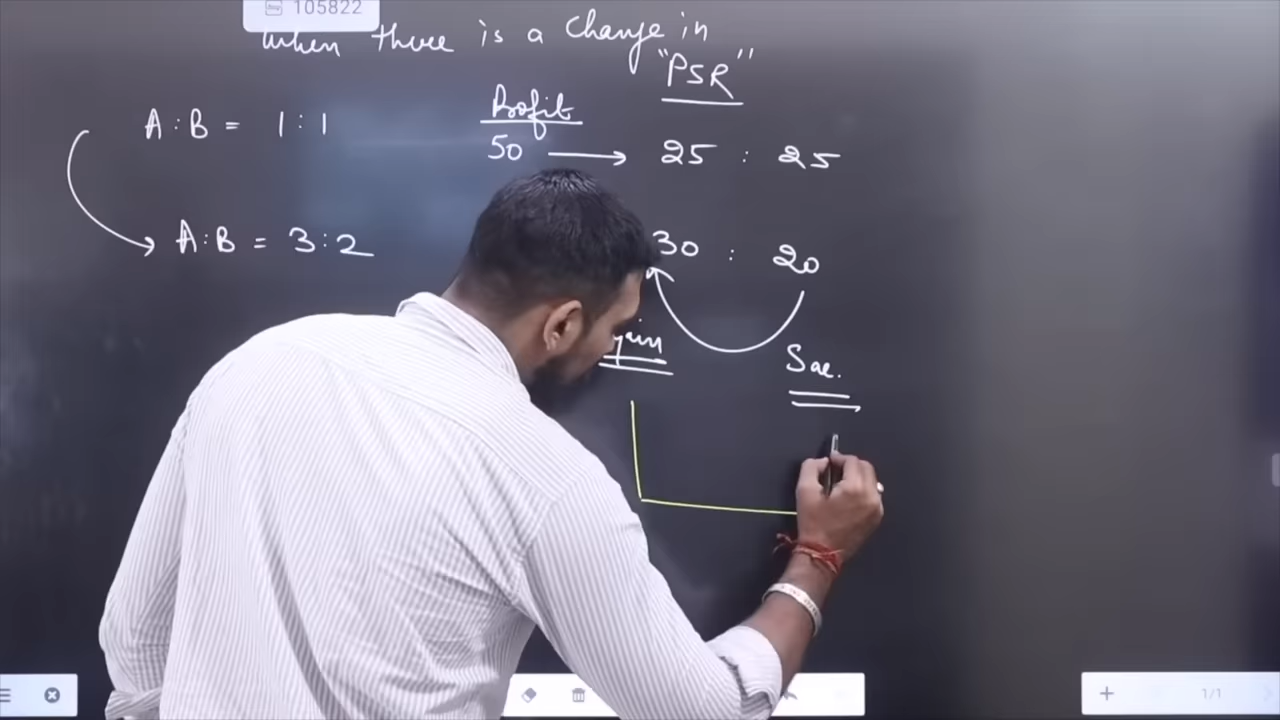 105822
When there is a change in
"PSR"
A:B = 1:1
Profit
50 → 25 : 25
A:B = 3:2
30 : 20
gain
Sac.
1/1